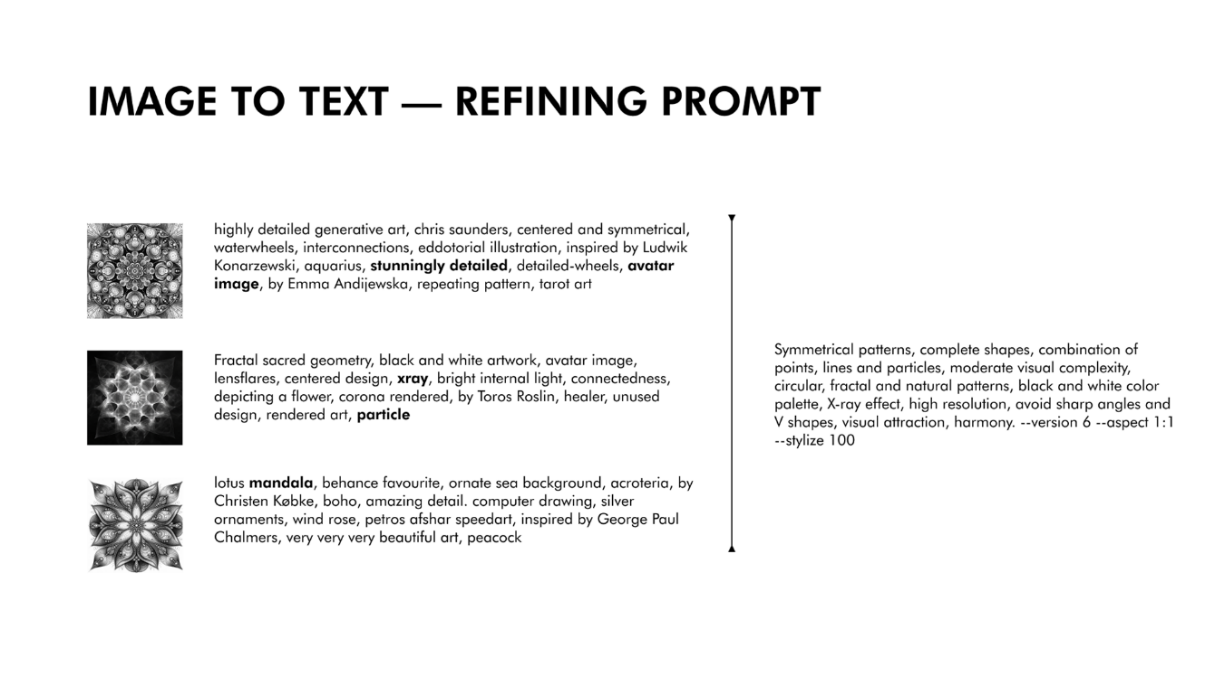 IMAGE TO TEXT — REFINING PROMPT
highly detailed generative art, chris saunders, centered and symmetrical,
waterwheels, interconnections, eddotorial illustration, inspired by Ludwik
Konarzewski, aquarius, stunningly detailed, detailed-wheels, avatar
image, by Emma Andijewska, repeating pattern, tarot art
Fractal sacred geometry, black and white artwork, avatar image,
lensflares, centered design, xray, bright internal light, connectedness,
depicting a flower, corona rendered, by Toros Roslin, healer, unused
design, rendered art, particle
lotus mandala, behance favourite, ornate sea background, acroteria, by
Christen Købke, boho, amazing detail. computer drawing, silver
ornaments, wind rose, petros afshar speedart, inspired by George Paul
Chalmers, very very very beautiful art, peacock
Symmetrical patterns, complete shapes, combination of
points, lines and particles, moderate visual complexity,
circular, fractal and natural patterns, black and white color
palette, X-ray effect, high resolution, avoid sharp angles and
V shapes, visual attraction, harmony. --version 6 --aspect 1:1
--stylize 100